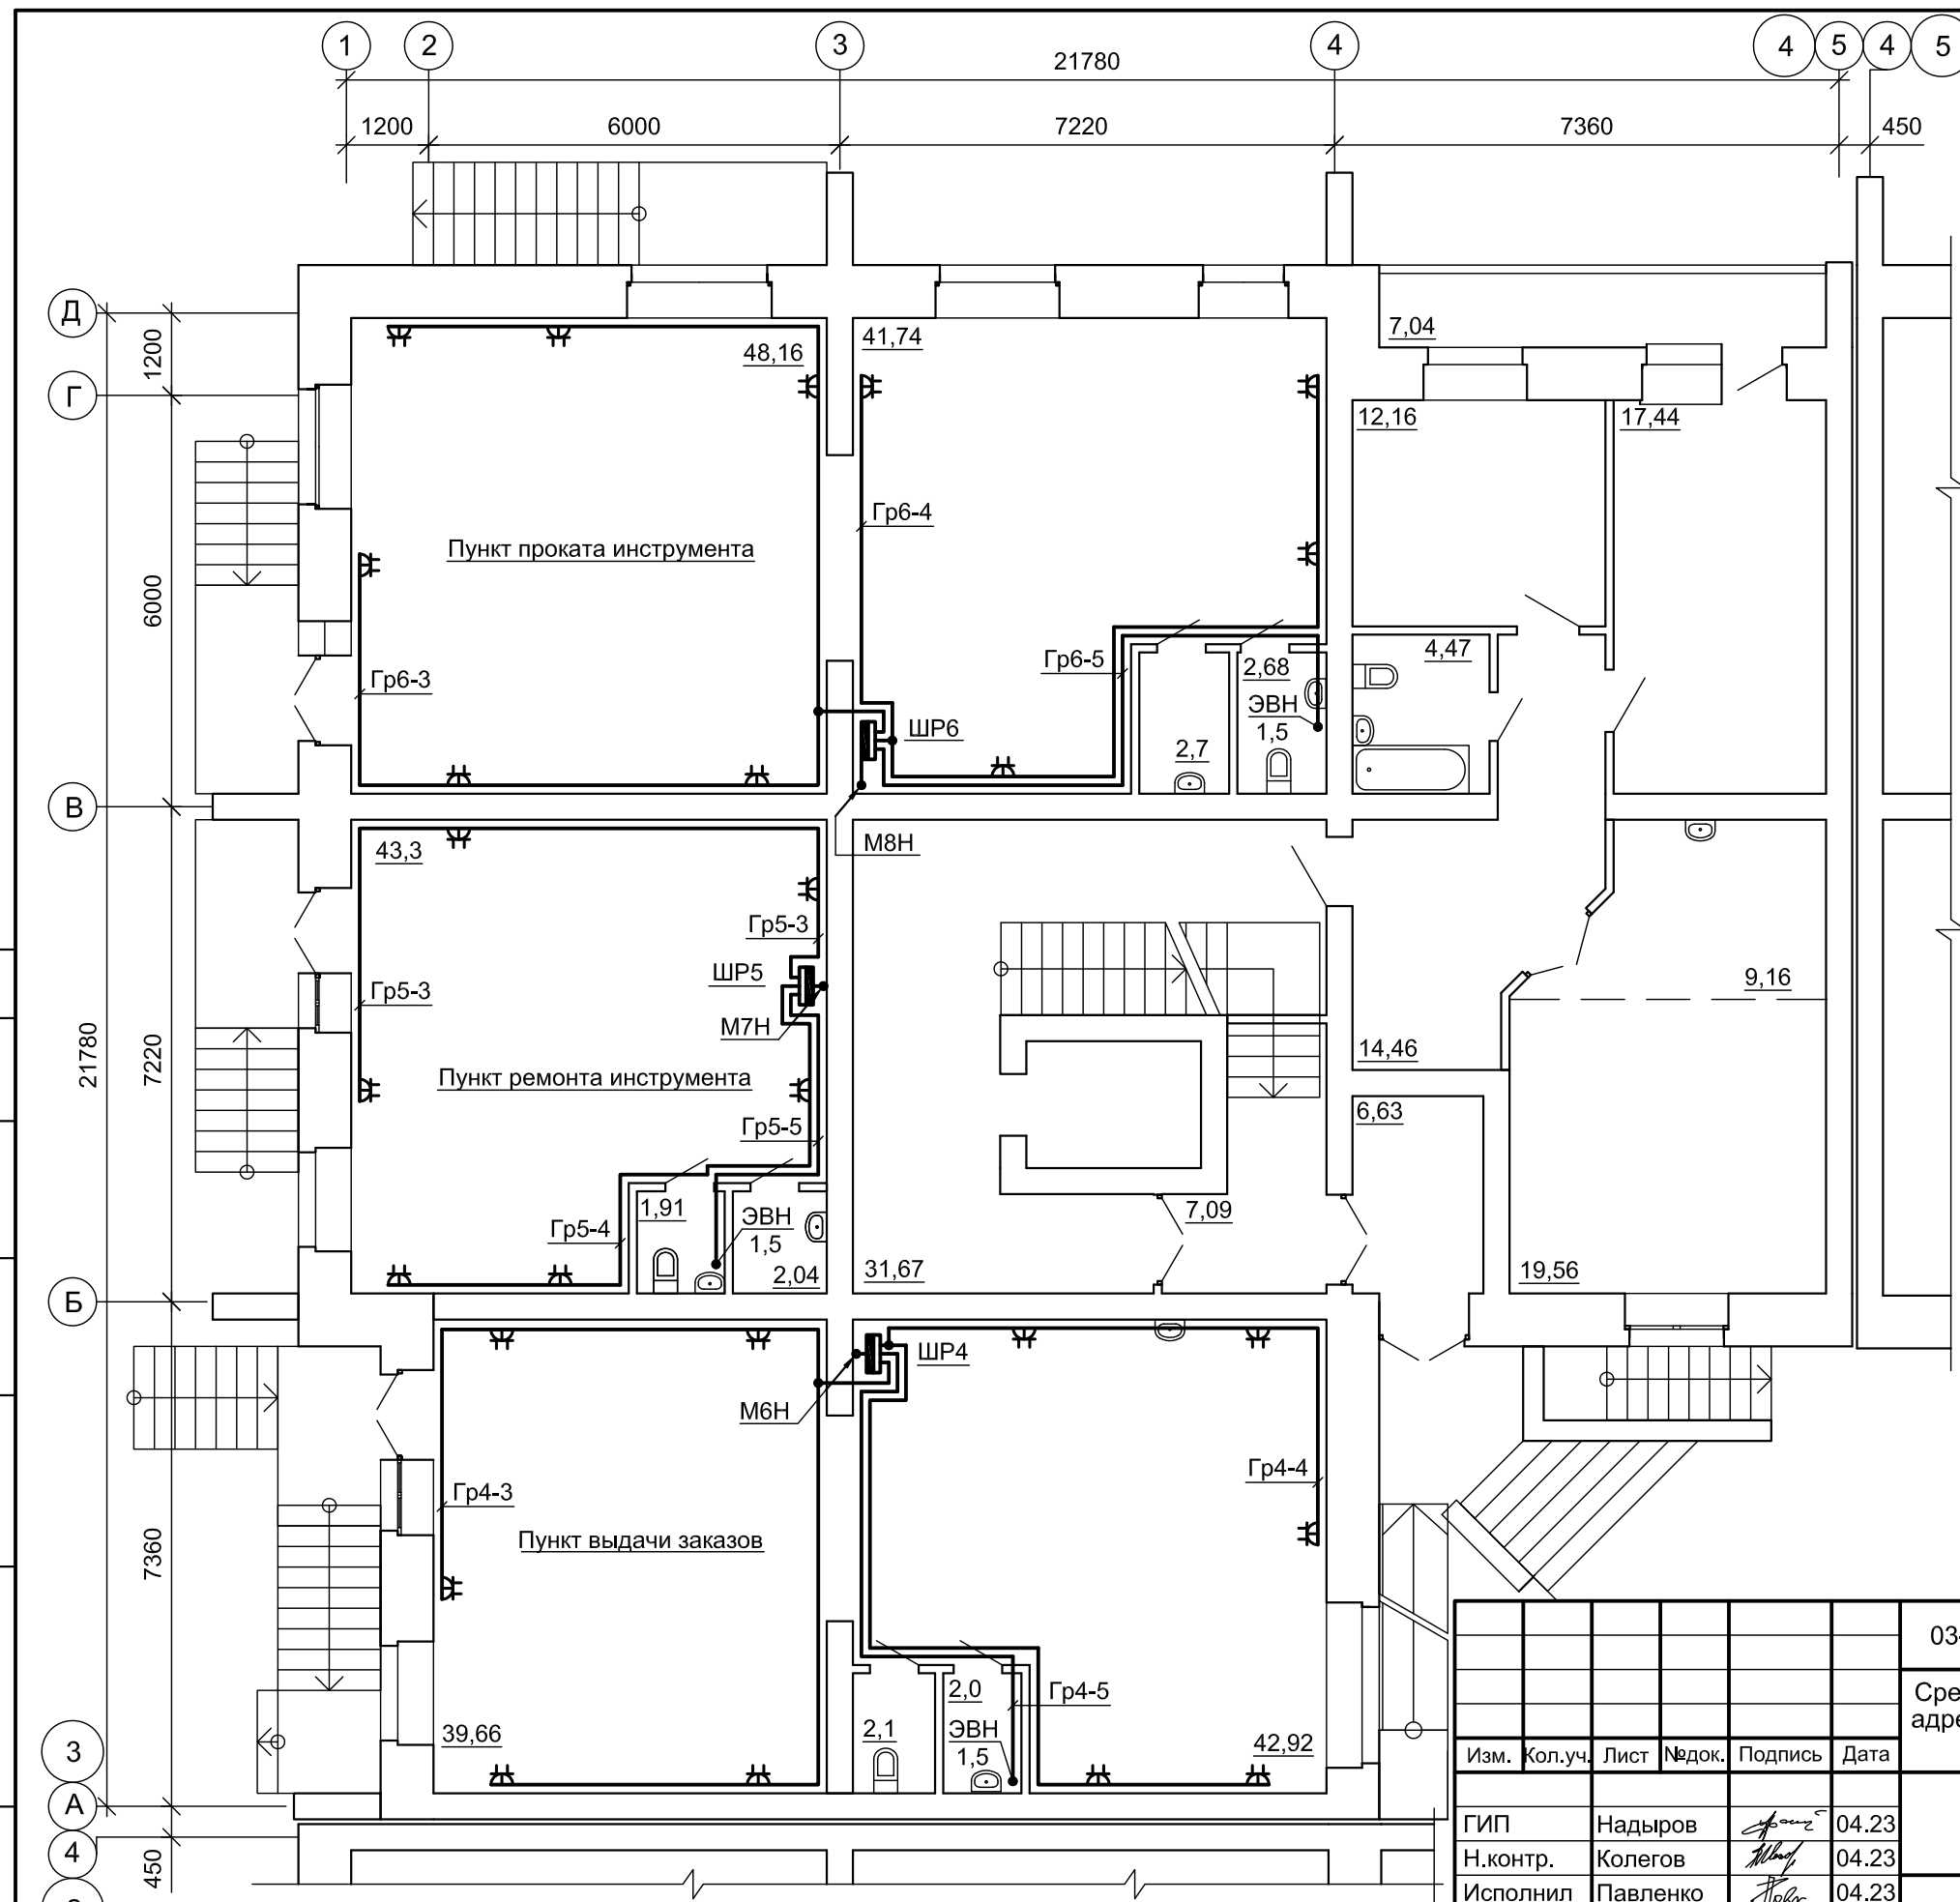 1 2 3 4 4 5 4 5
21780
1200 6000 7220 7360 450
Д
1200
Г
6000
В
7220
21780
Б
7360
3
А
4
450
48,16
41,74
7,04
12,16
17,44
Гр6-4
Пункт проката инструмента
Гр6-3
Гр6-5
2,68
ЭВН
1,5
4,47
ШР6
2,7
М8Н
43,3
Гр5-3
ШР5
Гр5-3
М7Н
9,16
14,46
Пункт ремонта инструмента
6,63
Гр5-5
1,91
ЭВН
1,5
Гр5-4
2,04
7,09
31,67
19,56
ШР4
М6Н
Гр4-3
Гр4-4
Пункт выдачи заказов
2,0
Гр4-5
39,66
2,1
ЭВН
1,5
42,92
03-
Сре
адре
Изм. Кол.уч. Лист №док. Подпись Дата
ГИП Надыров 04.23
Н.контр. Колегов 04.23
Исполнил Павленко 04.23